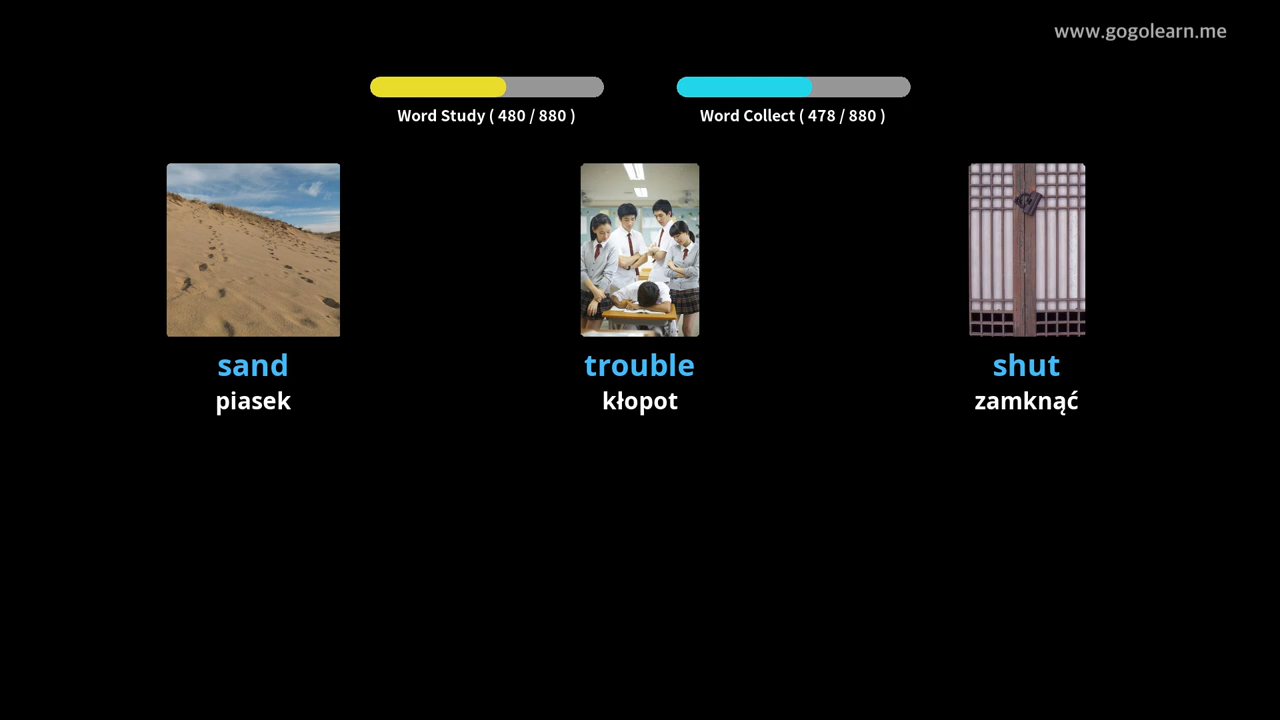 www.gogolearn.me
Word Study ( 480 / 880 )
Word Collect ( 478 / 880 )
sand
piasek
trouble
kłopot
shut
zamknąć